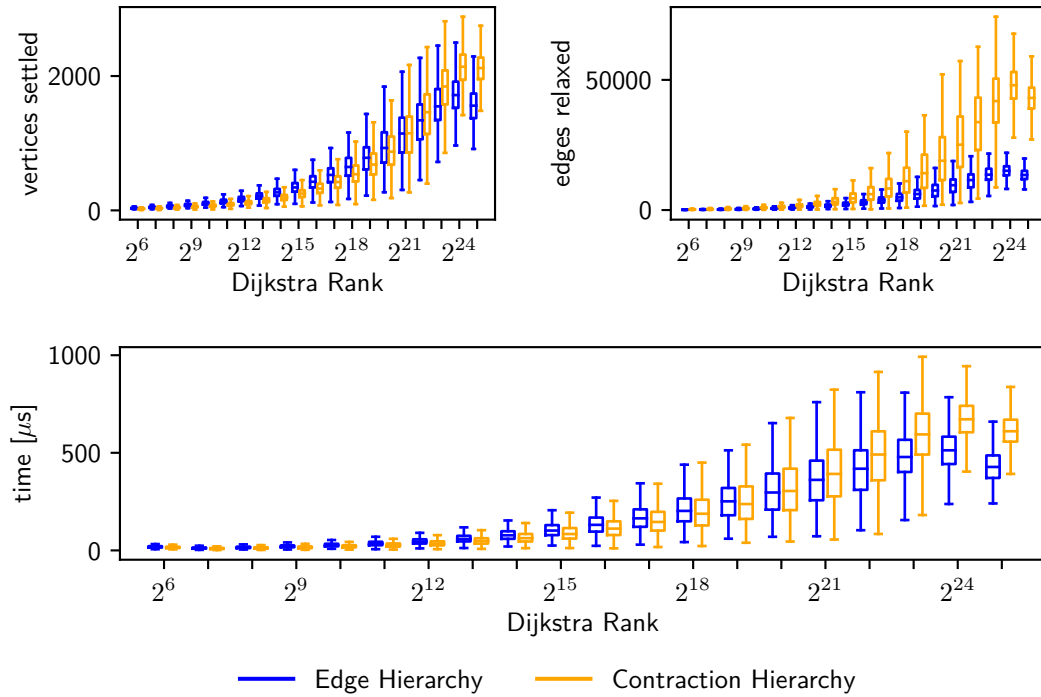 vertices settled
2000
0
2^6 2^9 2^12 2^15 2^18 2^21 2^24
Dijkstra Rank
edges relaxed
50000
0
2^6 2^9 2^12 2^15 2^18 2^21 2^24
Dijkstra Rank
time [μs]
1000
500
0
2^6 2^9 2^12 2^15 2^18 2^21 2^24
Dijkstra Rank
Edge Hierarchy Contraction Hierarchy